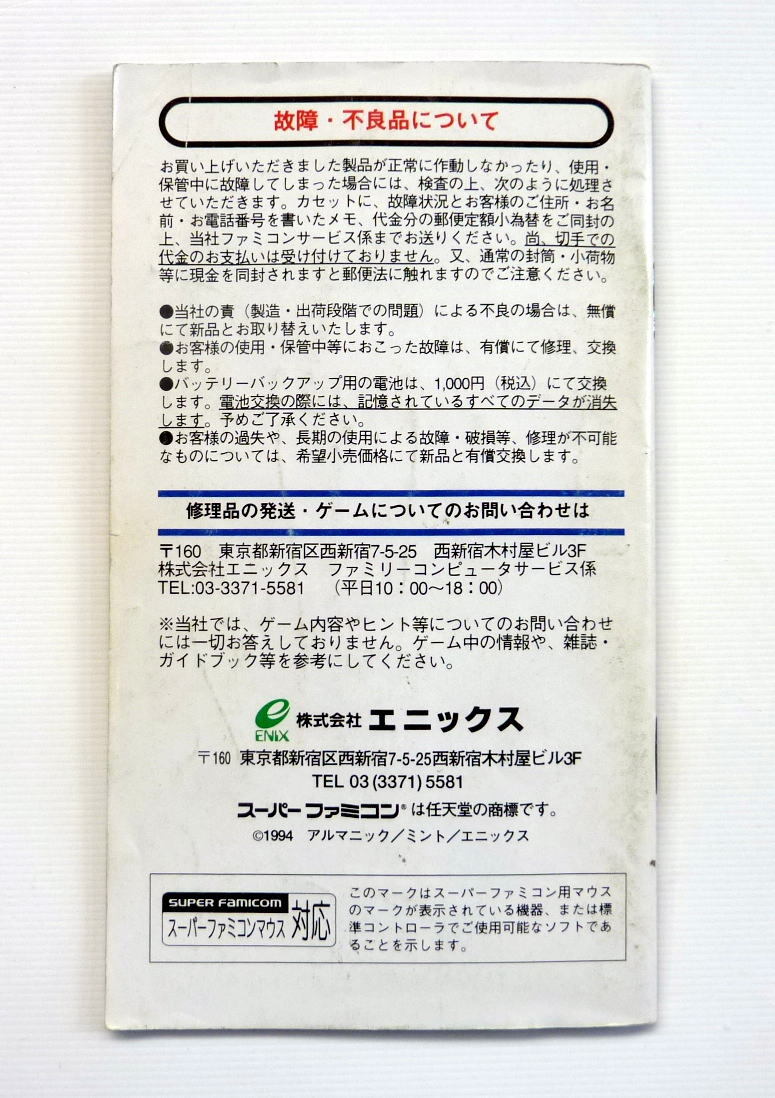 故障・不良品について
お買い上げいただきました製品が正常に作動しなかったり、使用・
保管中に故障してしまった場合には、検査の上、次のように処理さ
せていただきます。カセットに、故障状況とお客様のご住所・お名
前・お電話番号を書いたメモ、代金分の郵便定額小為替をご同封の
上、当社ファミコンサービス係までお送りください。尚、切手での
代金のお支払いは受け付けておりません。又、通常の封筒・小荷物
等に現金を同封されますと郵便法に触れますのでご注意ください。
●当社の責（製造・出荷段階での問題）による不良の場合は、無償
にて新品とお取り替えいたします。
●お客様の使用・保管中等におこった故障は、有償にて修理、交換
します。
●バッテリーバックアップ用の電池は、1,000円（税込）にて交換
します。電池交換の際には、記憶されているすべてのデータが消失
します。予めご了承ください。
●お客様の過失や、長期の使用による故障・破損等、修理が不可能
なものについては、希望小売価格にて新品と有償交換します。
修理品の発送・ゲームについてのお問い合わせは
〒160　東京都新宿区西新宿7-5-25　西新宿木村屋ビル3F
株式会社エニックス　ファミリーコンピュータサービス係
TEL:03-3371-5581　（平日10：00～18：00）
※当社では、ゲーム内容やヒント等についてのお問い合わせ
には一切お答えしておりません。ゲーム中の情報や、雑誌・
ガイドブック等を参考にしてください。
ENIX 株式会社 エニックス
〒160 東京都新宿区西新宿7-5-25西新宿木村屋ビル3F
TEL 03(3371)5581
スーパーファミコン®は任天堂の商標です。
©1994　アルマニック／ミント／エニックス
SUPER FAMICOM
スーパーファミコンマウス 対応
このマークはスーパーファミコン用マウス
のマークが表示されている機器、または標
準コントローラでご使用可能なソフトであ
ることを示します。